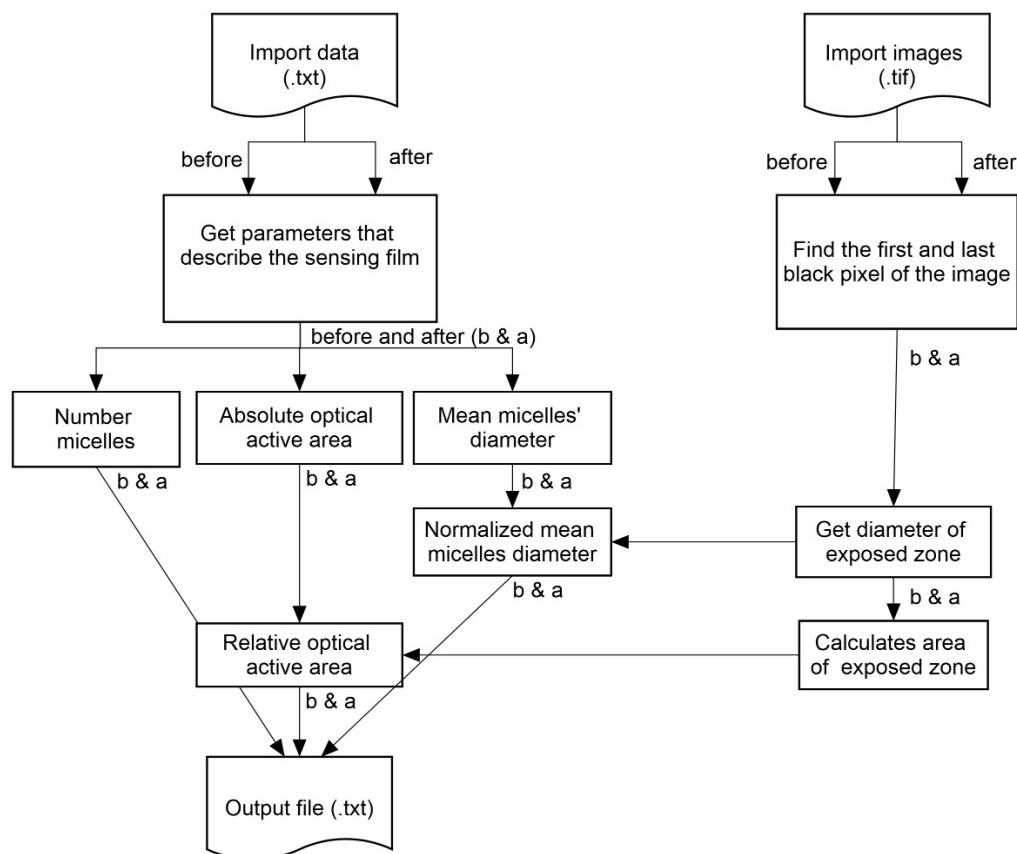 Import data
(.txt)
Import images
(.tif)
before
after
before
after
Get parameters that
describe the sensing film
Find the first and last
black pixel of the image
before and after (b & a)
b & a
Number
micelles
Absolute optical
active area
Mean micelles'
diameter
b & a
b & a
b & a
Normalized mean
micelles diameter
Get diameter of
exposed zone
b & a
b & a
Relative optical
active area
Calculates area
of exposed zone
b & a
Output file (.txt)